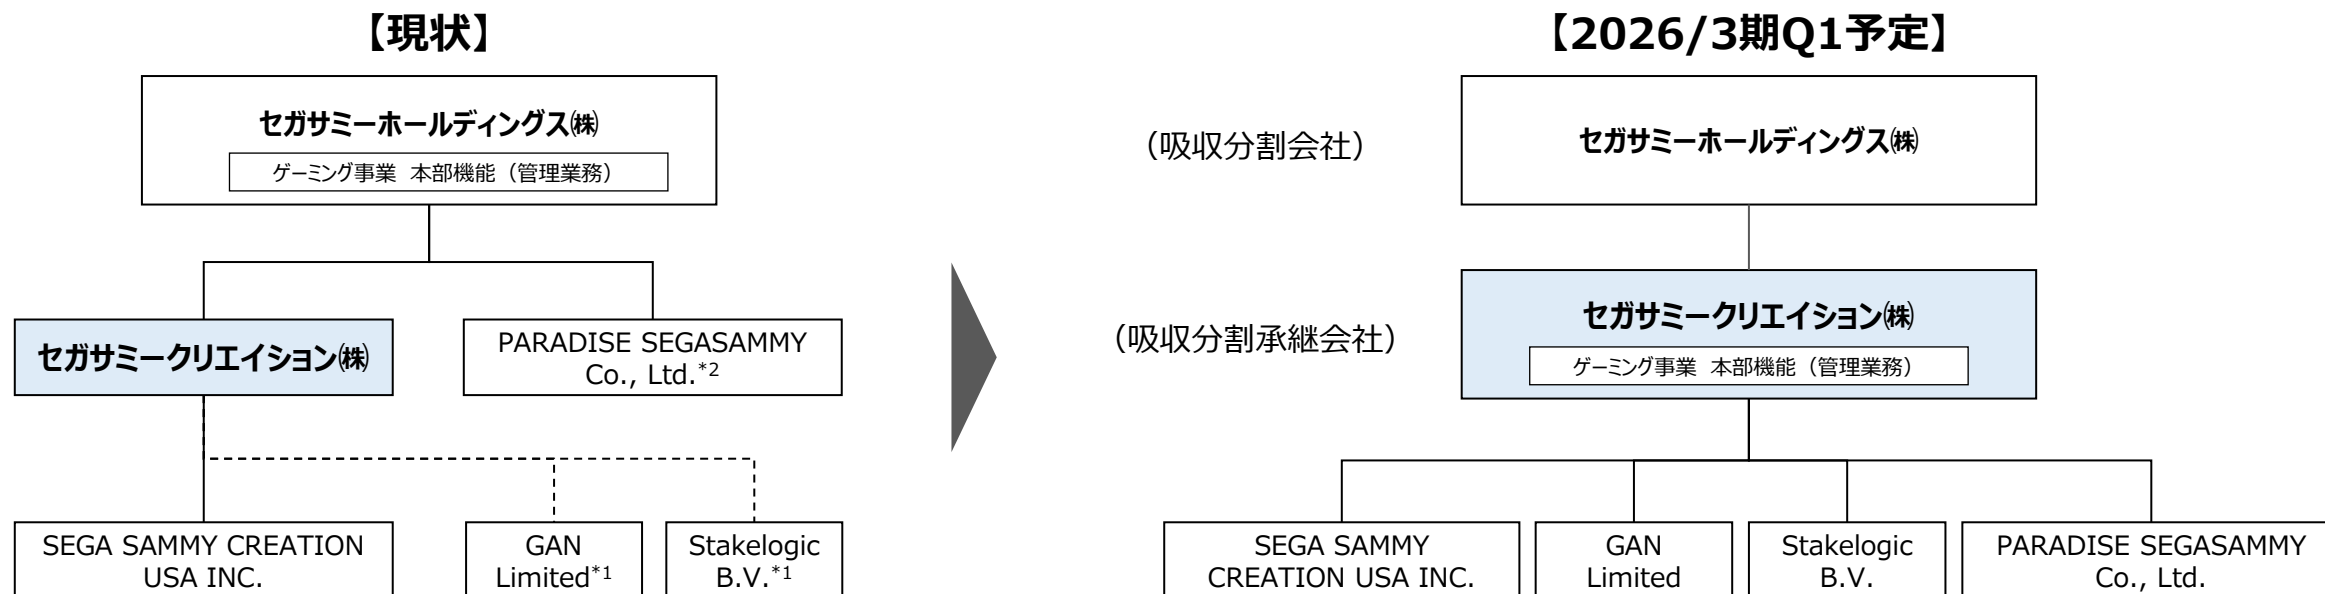 【現状】
セガサミーホールディングス㈱
ゲーミング事業 本部機能（管理業務）
セガサミークリエイション㈱
PARADISE SEGASAMMY
Co., Ltd.*2
SEGA SAMMY CREATION
USA INC.
GAN
Limited*1
Stakelogic
B.V.*1
【2026/3期Q1予定】
（吸収分割会社）
セガサミーホールディングス㈱
（吸収分割承継会社）
セガサミークリエイション㈱
ゲーミング事業 本部機能（管理業務）
SEGA SAMMY
CREATION USA INC.
GAN
Limited
Stakelogic
B.V.
PARADISE SEGASAMMY
Co., Ltd.